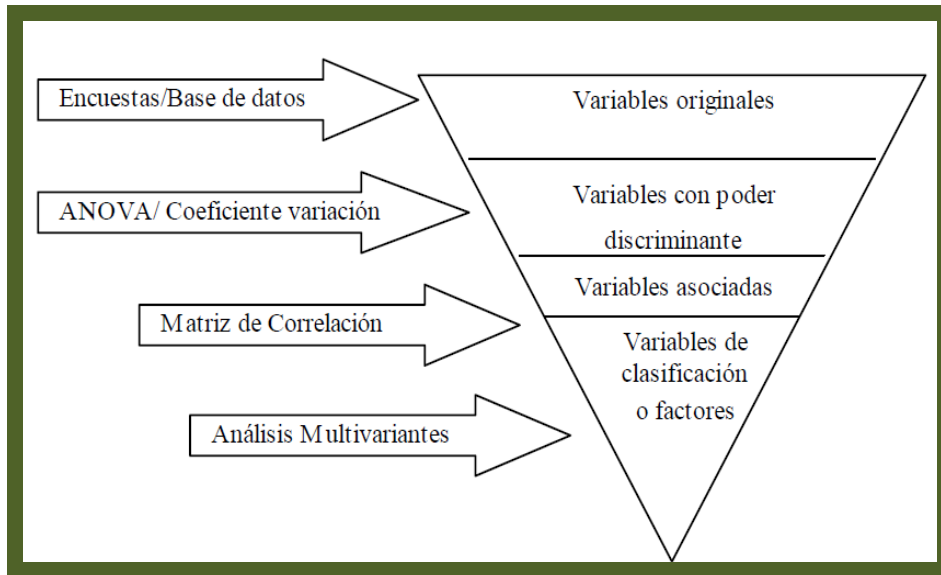 Encuestas/Base de datos
Variables originales
ANOVA/ Coeficiente variación
Variables con poder
discriminante
Variables asociadas
Matriz de Correlación
Variables de
clasificación
o factores
Análisis Multivariantes